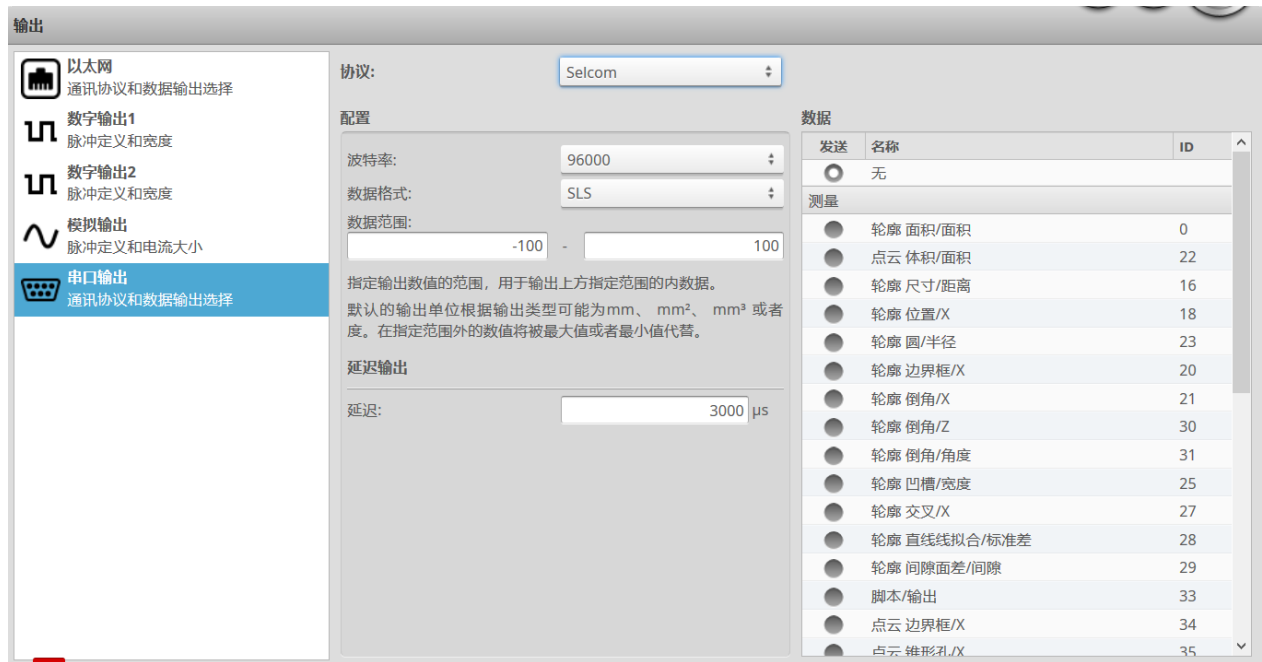 输出
以太网
通讯协议和数据输出选择
数字输出1
脉冲定义和宽度
数字输出2
脉冲定义和宽度
模拟输出
脉冲定义和电流大小
串口输出
通讯协议和数据输出选择
协议: Selcom
配置
波特率: 96000
数据格式: SLS
数据范围:
-100 - 100
指定输出数值的范围，用于输出上方指定范围的内数据。
默认的输出单位根据输出类型可能为mm、 mm²、 mm³ 或者
度。在指定范围外的数值将被最大值或者最小值代替。
延迟输出
延迟: 3000 µs
数据
发送 名称 ID
无
测量
轮廓 面积/面积 0
点云 体积/面积 22
轮廓 尺寸/距离 16
轮廓 位置/X 18
轮廓 圆/半径 23
轮廓 边界框/X 20
轮廓 倒角/X 21
轮廓 倒角/Z 30
轮廓 倒角/角度 31
轮廓 凹槽/宽度 25
轮廓 交叉/X 27
轮廓 直线线拟合/标准差 28
轮廓 间隙面差/间隙 29
脚本/输出 33
点云 边界框/X 34
点云 锥形孔/X 35